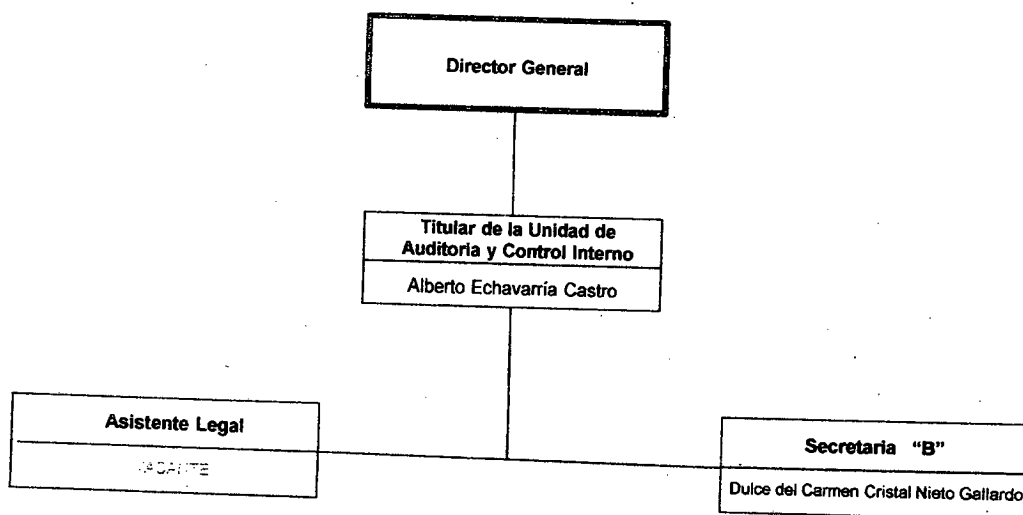 Director General
Titular de la Unidad de
Auditoria y Control Interno
Alberto Echavarría Castro
Asistente Legal
VACANTE
Secretaria “B”
Dulce del Carmen Cristal Nieto Gallardo